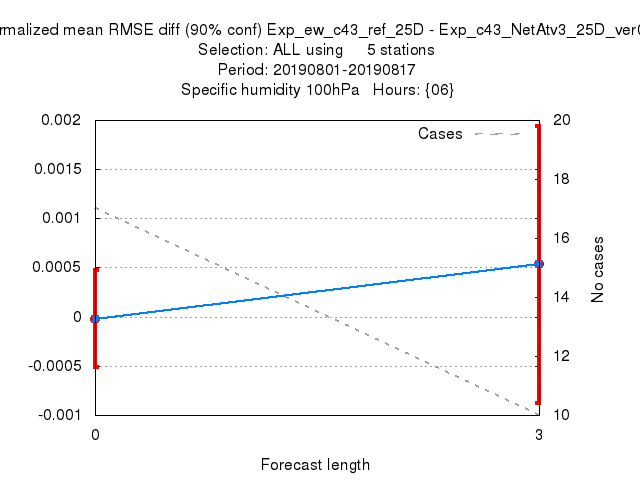 rmalized mean RMSE diff (90% conf) Exp_ew_c43_ref_25D - Exp_c43_NetAtv3_25D_ver
Selection: ALL using 5 stations
Period: 20190801-20190817
Specific humidity 100hPa Hours: {06}
Cases
0.002
0.0015
0.001
0.0005
0
-0.0005
-0.001
20
18
16
14
12
10
No cases
0 3
Forecast length